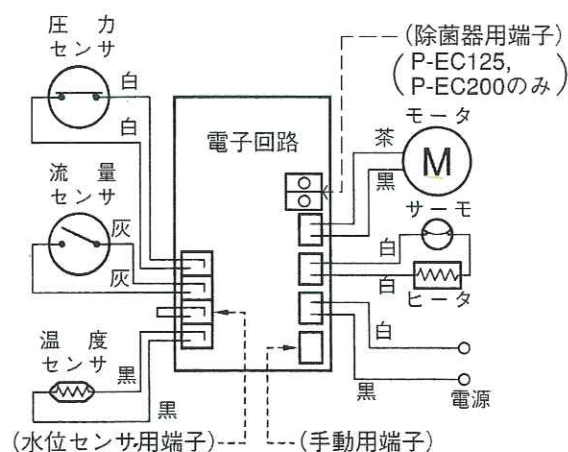 圧力
センサ
白
白
流量
センサ
灰
灰
温度
センサ
黒
黒
(水位センサ用端子)
電子回路
(除菌器用端子)
(P-EC125,
P-EC200のみ)
モータ
茶
M
黒
サーモ
白
白
ヒータ
白
黒
電源
(手動用端子)